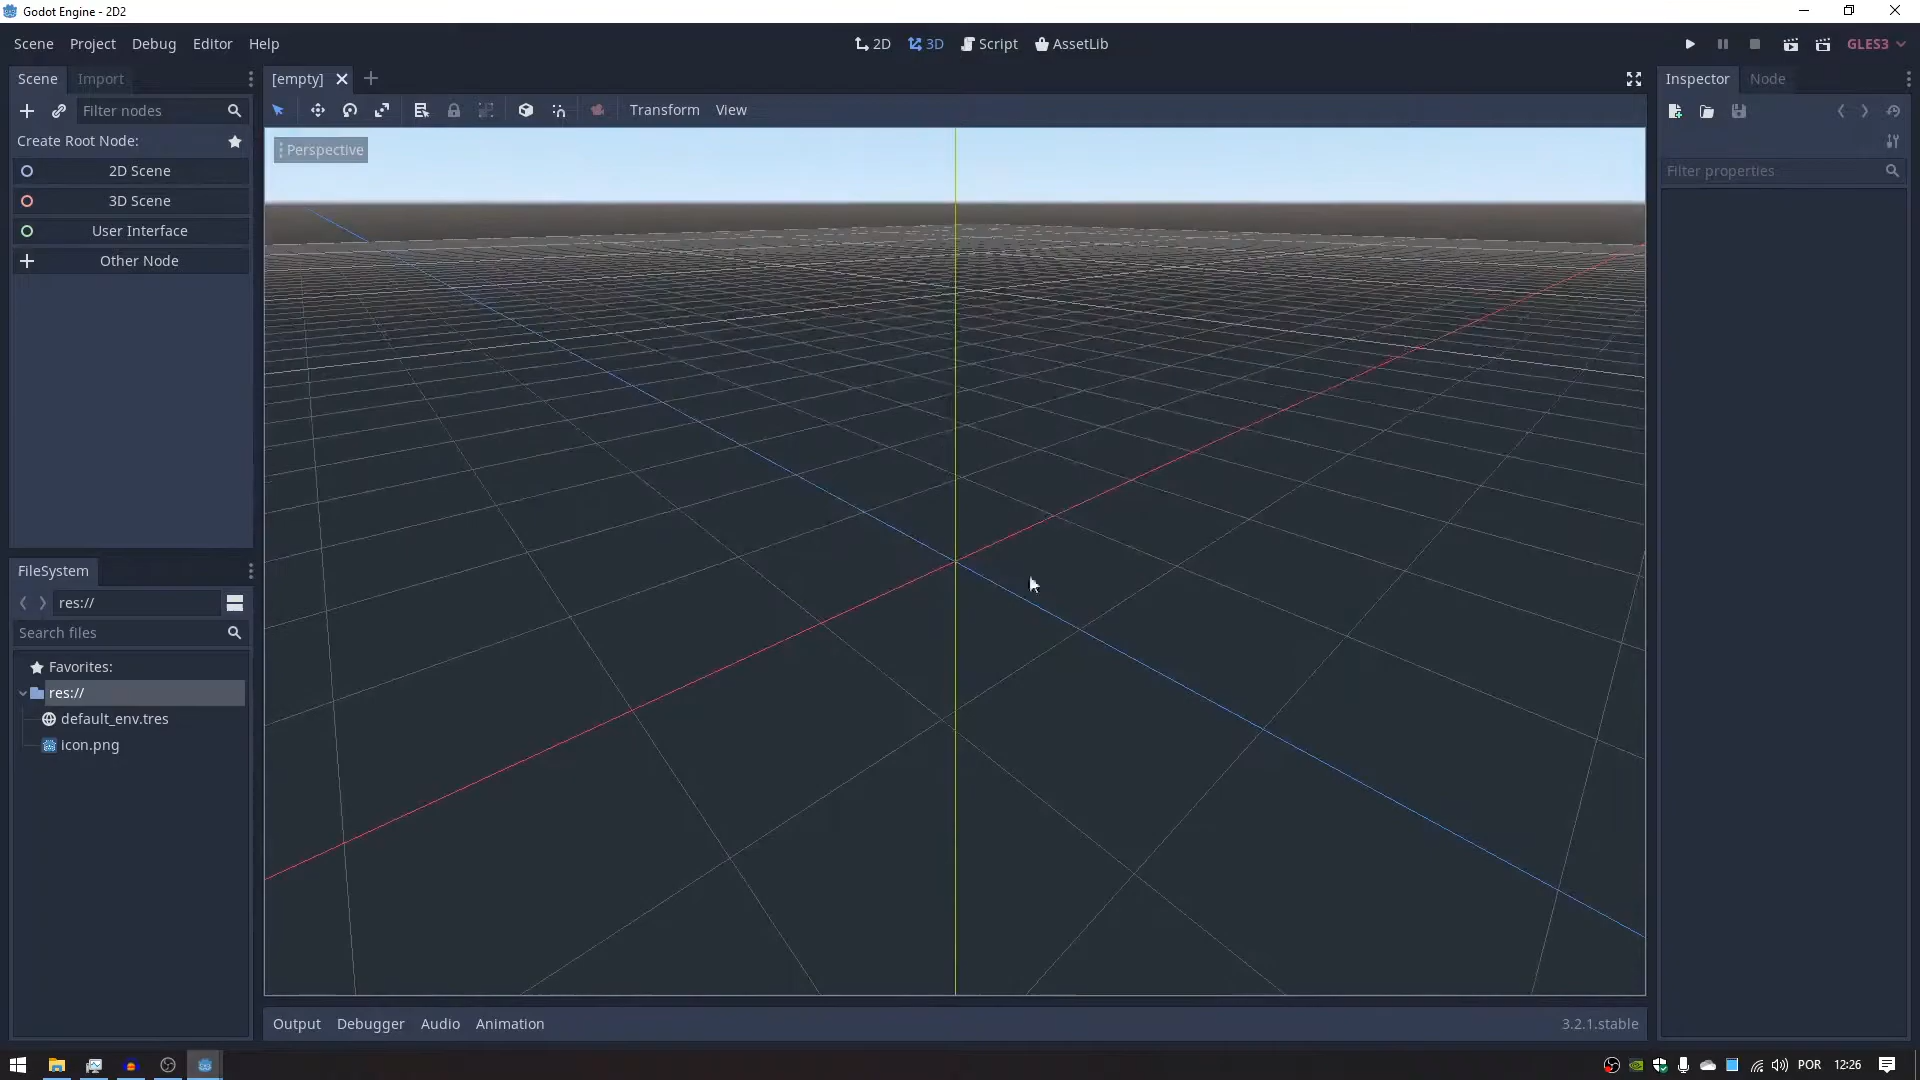 Godot Engine - 2D2
Scene Project Debug Editor Help
2D 3D Script AssetLib
GLES3
Scene Import
[empty]
Inspector Node
Filter nodes
Transform View
Create Root Node:
Perspective
2D Scene
Filter properties
3D Scene
User Interface
Other Node
FileSystem
res://
Search files
Favorites:
res://
default_env.tres
icon.png
Output Debugger Audio Animation
3.2.1.stable
POR 12:26